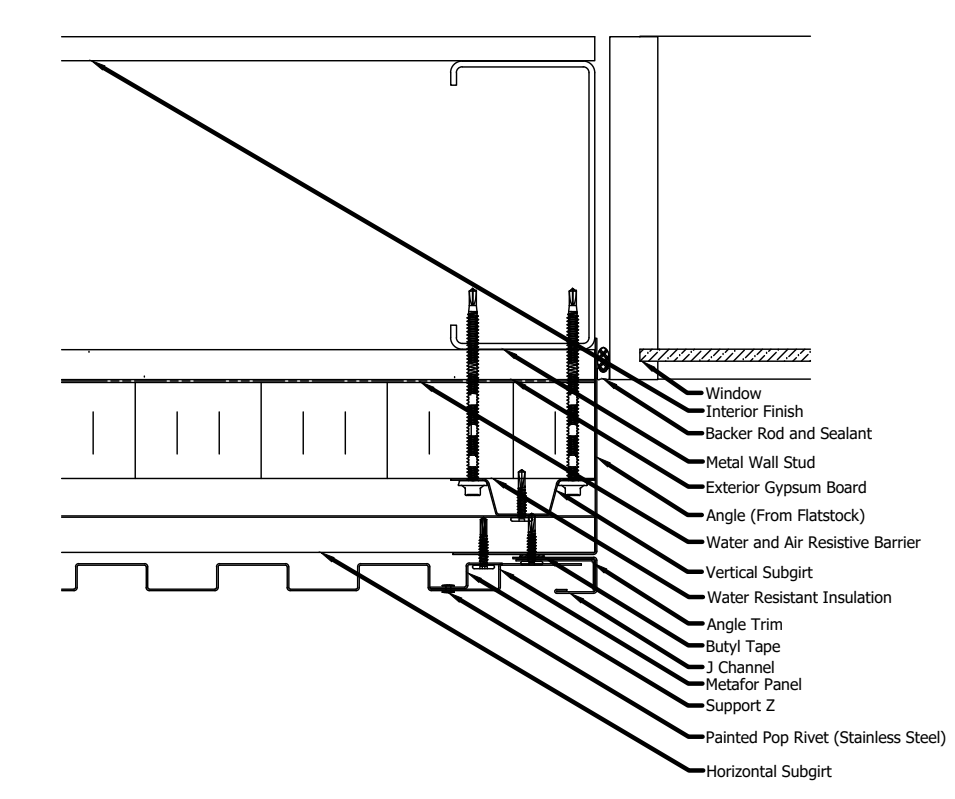 Window
Interior Finish
Backer Rod and Sealant
Metal Wall Stud
Exterior Gypsum Board
Angle (From Flatstock)
Water and Air Resistive Barrier
Vertical Subgirt
Water Resistant Insulation
Angle Trim
Butyl Tape
J Channel
Metafor Panel
Support Z
Painted Pop Rivet (Stainless Steel)
Horizontal Subgirt